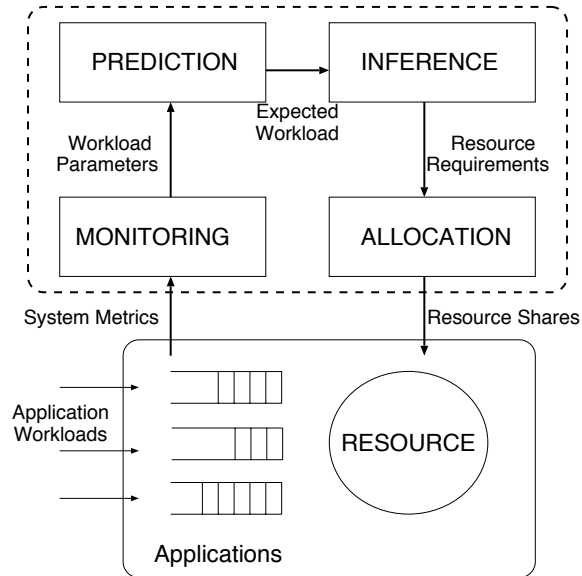 PREDICTION
INFERENCE
Expected
Workload
Workload
Parameters
Resource
Requirements
MONITORING
ALLOCATION
System Metrics
Resource Shares
Application
Workloads
RESOURCE
Applications